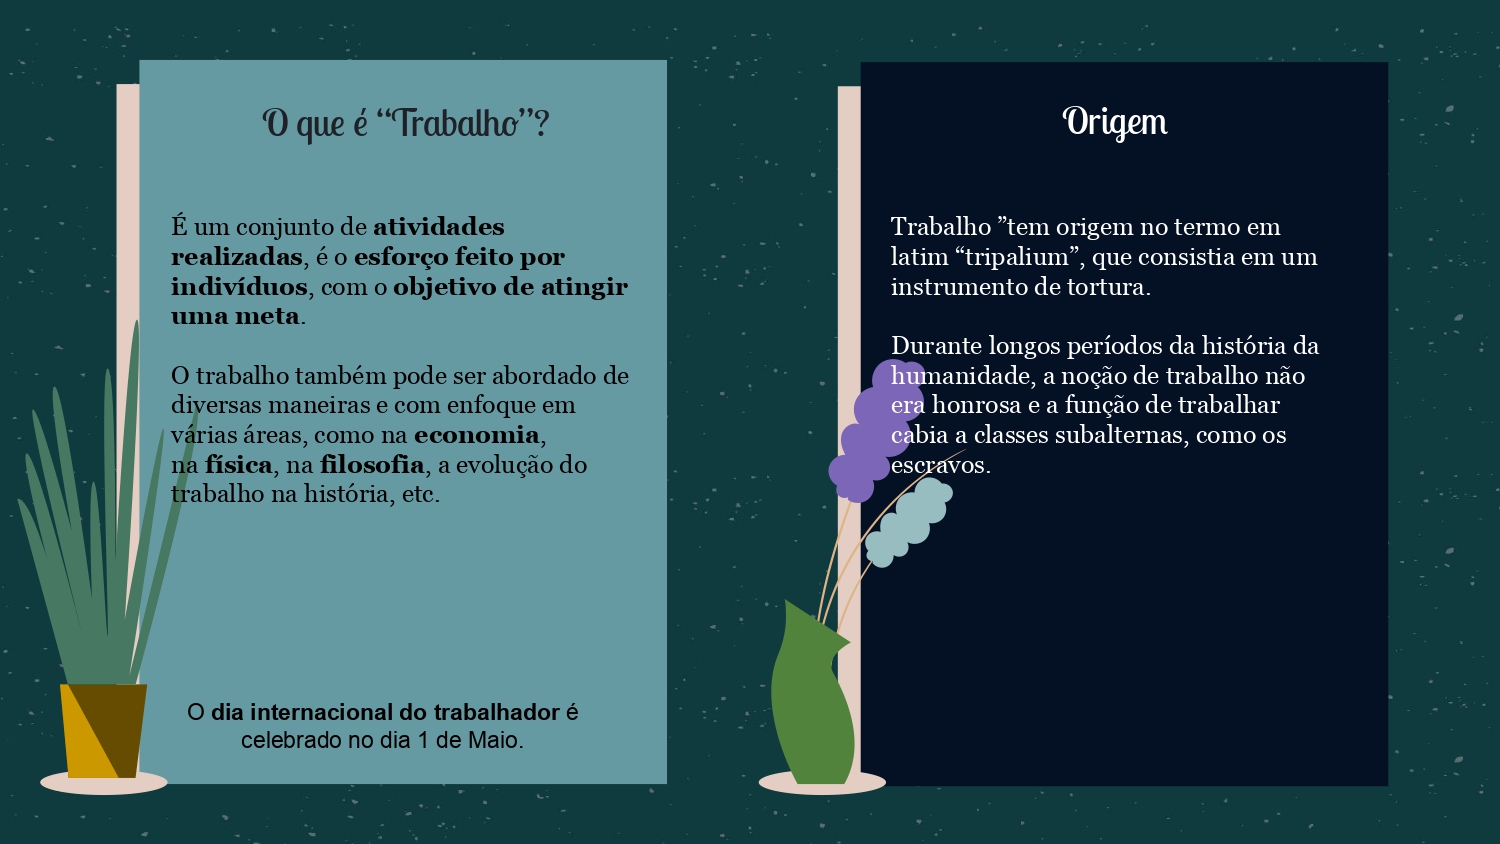 O que é “Trabalho”?
É um conjunto de atividades
realizadas, é o esforço feito por
indivíduos, com o objetivo de atingir
uma meta.
O trabalho também pode ser abordado de
diversas maneiras e com enfoque em
várias áreas, como na economia,
na física, na filosofia, a evolução do
trabalho na história, etc.
O dia internacional do trabalhador é
celebrado no dia 1 de Maio.
Origem
Trabalho ”tem origem no termo em
latim “tripalium”, que consistia em um
instrumento de tortura.
Durante longos períodos da história da
humanidade, a noção de trabalho não
era honrosa e a função de trabalhar
cabia a classes subalternas, como os
escravos.